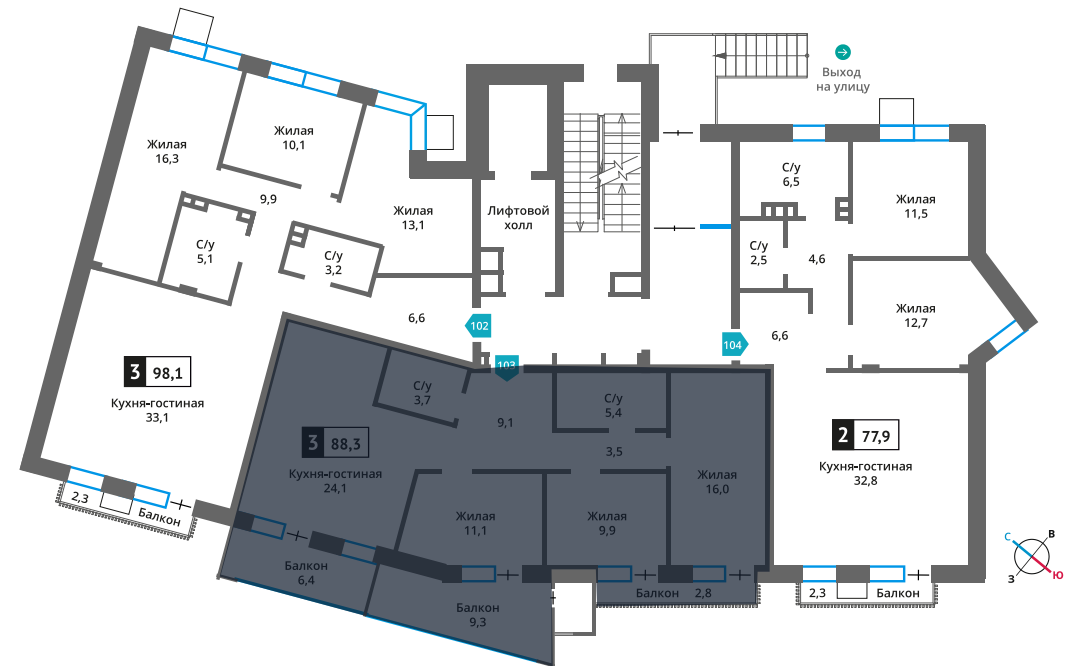 Выход
на улицу
Жилая
16,3
Жилая
10,1
9,9
Жилая
13,1
С/у
5,1
С/у
3,2
6,6
Лифтовой
холл
102
103
104
С/у
6,5
Жилая
11,5
С/у
2,5
4,6
6,6
Жилая
12,7
3 98,1
Кухня-гостиная
33,1
2,3
Балкон
С/у
3,7
9,1
С/у
5,4
3,5
3 88,3
Кухня-гостиная
24,1
Жилая
11,1
Жилая
9,9
Жилая
16,0
Балкон
6,4
Балкон
9,3
Балкон 2,8
2 77,9
Кухня-гостиная
32,8
2,3 Балкон
С
В
З
Ю